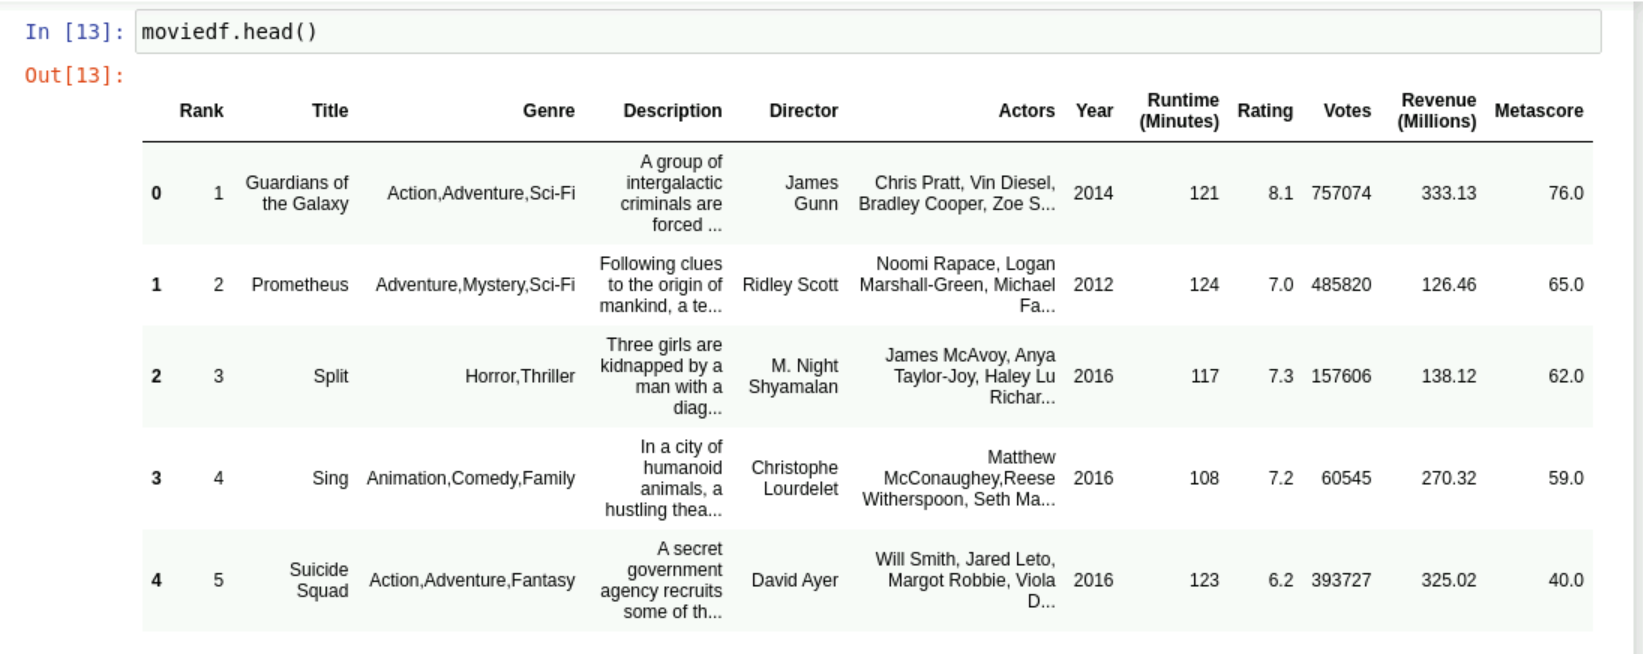 In [13]: moviedf.head()
Out[13]:
Rank Title Genre Description Director Actors Year Runtime (Minutes) Rating Votes Revenue (Millions) Metascore
0 1 Guardians of the Galaxy Action,Adventure,Sci-Fi A group of intergalactic criminals are forced ... James Gunn Chris Pratt, Vin Diesel, Bradley Cooper, Zoe S... 2014 121 8.1 757074 333.13 76.0
1 2 Prometheus Adventure,Mystery,Sci-Fi Following clues to the origin of mankind, a te... Ridley Scott Noomi Rapace, Logan Marshall-Green, Michael Fa... 2012 124 7.0 485820 126.46 65.0
2 3 Split Horror,Thriller Three girls are kidnapped by a man with a diag... M. Night Shyamalan James McAvoy, Anya Taylor-Joy, Haley Lu Richar... 2016 117 7.3 157606 138.12 62.0
3 4 Sing Animation,Comedy,Family In a city of humanoid animals, a hustling thea... Christophe Lourdelet Matthew McConaughey,Reese Witherspoon, Seth Ma... 2016 108 7.2 60545 270.32 59.0
4 5 Suicide Squad Action,Adventure,Fantasy A secret government agency recruits some of th... David Ayer Will Smith, Jared Leto, Margot Robbie, Viola D... 2016 123 6.2 393727 325.02 40.0